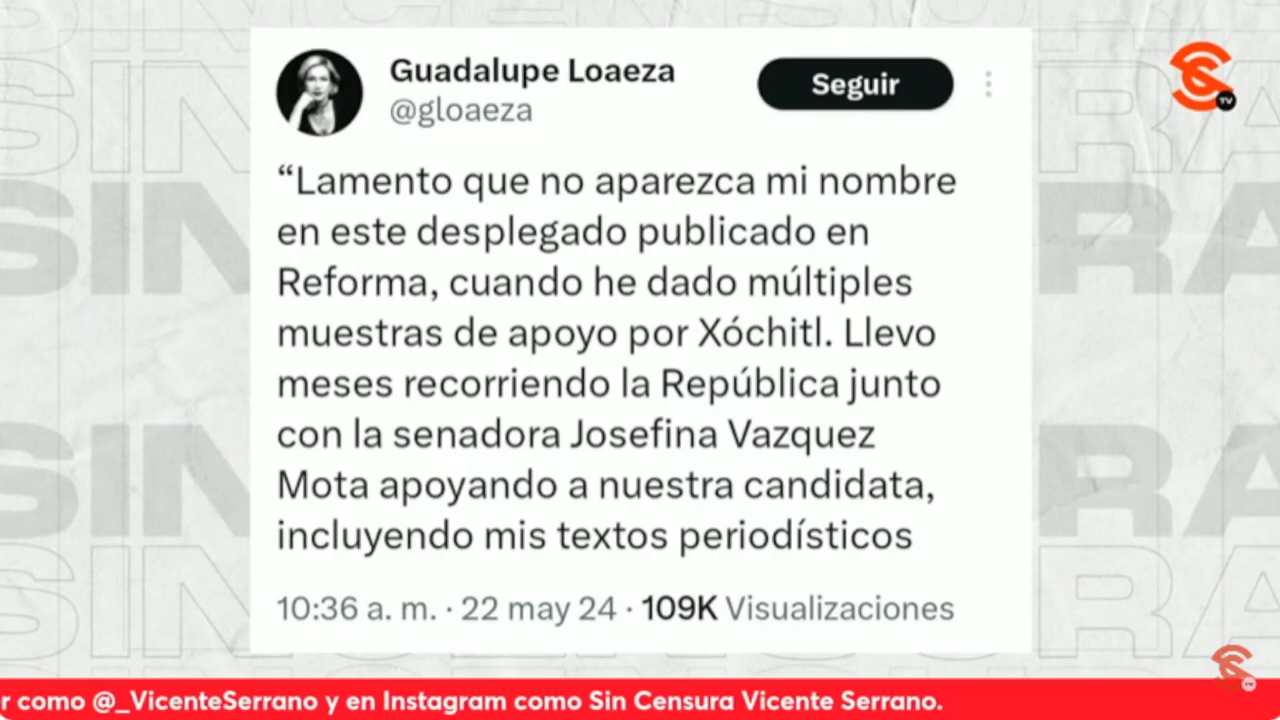 Guadalupe Loaeza
@gloaeza
Seguir
“Lamento que no aparezca mi nombre
en este desplegado publicado en
Reforma, cuando he dado múltiples
muestras de apoyo por Xóchitl. Llevo
meses recorriendo la República junto
con la senadora Josefina Vazquez
Mota apoyando a nuestra candidata,
incluyendo mis textos periodísticos
10:36 a. m. · 22 may 24 · 109K Visualizaciones
TV
r como @_VicenteSerrano y en Instagram como Sin Censura Vicente Serrano.